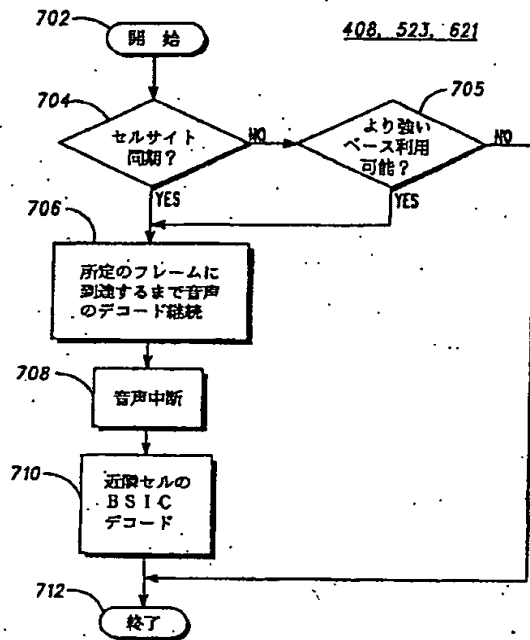 702
開 始
408, 523, 621
704
セルサイト
同期?
NO
705
より強い
ベース利用
可能?
NO
YES
YES
706
所定のフレームに
到達するまで音声
のデコード継続
708
音声中断
710
近隣セルの
BSIC
デコード
712
終了